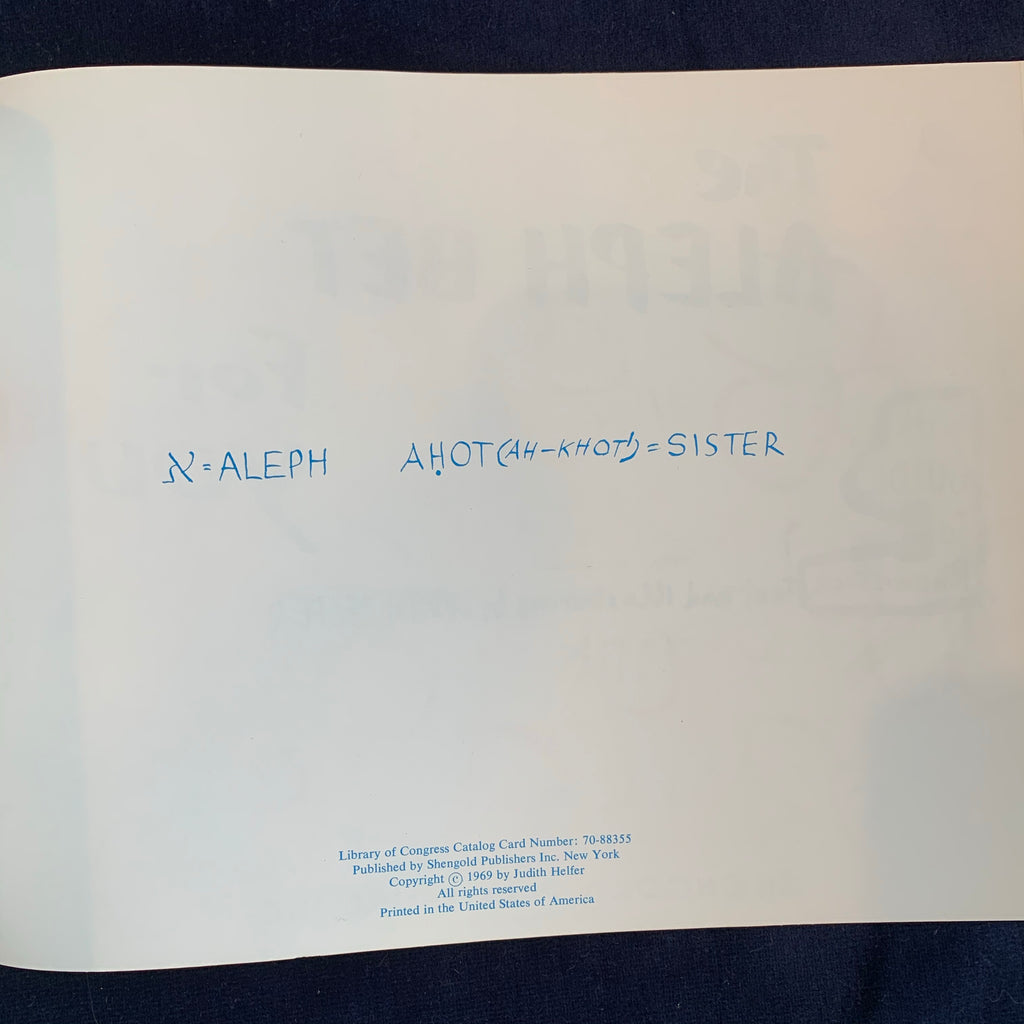 א = ALEPH AḤOT (AH-KHOT') = SISTER
Library of Congress Catalog Card Number: 70-88355
Published by Shengold Publishers Inc. New York
Copyright © 1969 by Judith Helfer
All rights reserved
Printed in the United States of America